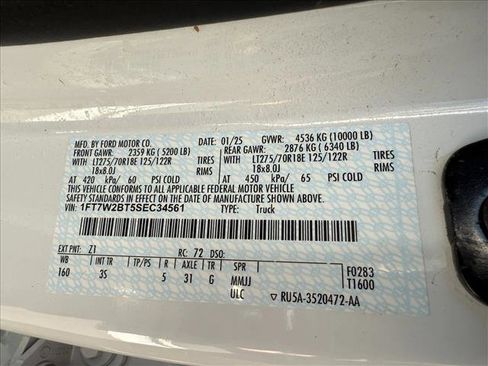 MFD. BY FORD MOTOR CO. 01/25 GVWR: 4536 KG (10000 LB)
FRONT GAWR: 2359 KG (5200 LB) REAR GAWR: 2876 KG (6340 LB)
WITH LT275/70R18E 125/122R TIRES WITH LT275/70R18E 125/122R TIRES
18x8.0J RIMS 18x8.0J RIMS
AT 420 kPa/ 60 PSI COLD AT 450 kPa/ 65 PSI COLD
THIS VEHICLE CONFORMS TO ALL APPLICABLE FEDERAL MOTOR VEHICLE
SAFETY STANDARDS IN EFFECT ON THE DATE OF MANUFACTURE SHOWN ABOVE.
VIN: 1FT7W2BT5SEC34561 TYPE: Truck
EXT PNT: Z1 RC: 72 DSO:
WB TP/PS R AXLE TR SPR F0283
160 3S 5 31 G MMJJ T1600
ULC RU5A-3520472-AA